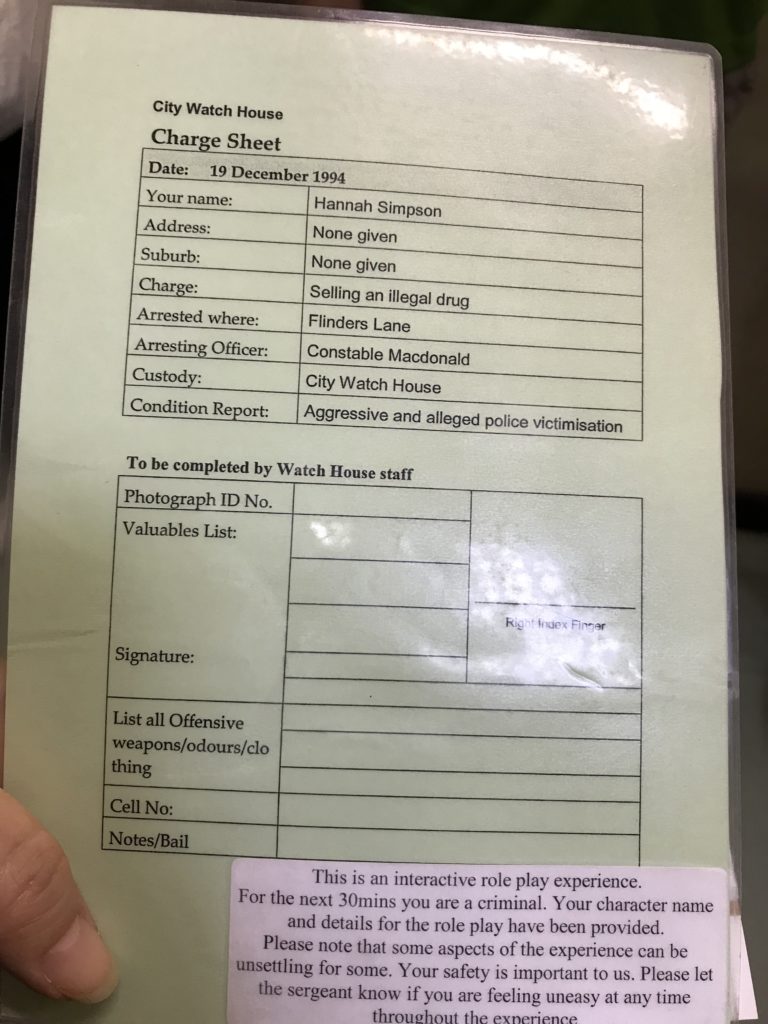 City Watch House
Charge Sheet
Date: 19 December 1994
Your name: Hannah Simpson
Address: None given
Suburb: None given
Charge: Selling an illegal drug
Arrested where: Flinders Lane
Arresting Officer: Constable Macdonald
Custody: City Watch House
Condition Report: Aggressive and alleged police victimisation
To be completed by Watch House staff
Photograph ID No.
Valuables List:
Right Index Finger
Signature:
List all Offensive
weapons/odours/clo
thing
Cell No:
Notes/Bail
This is an interactive role play experience.
For the next 30mins you are a criminal. Your character name
and details for the role play have been provided.
Please note that some aspects of the experience can be
unsettling for some. Your safety is important to us. Please let
the sergeant know if you are feeling uneasy at any time
throughout the experience